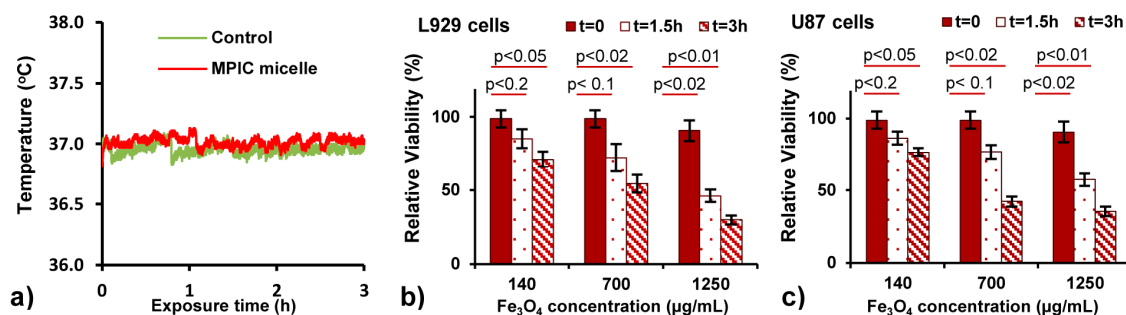 38.0
37.5
37.0
36.5
36.0
Temperature (°C)
Control
MPIC micelle
0
1
2
3
Exposure time (h)
a)
L929 cells
t=0
t=1.5h
t=3h
p<0.05
p<0.02
p<0.01
p<0.2
p< 0.1
p<0.02
Relative Viability (%)
100
50
0
140
700
1250
Fe₃O₄ concentration (µg/mL)
b)
U87 cells
t=0
t=1.5h
t=3h
p<0.05
p<0.02
p<0.01
p<0.2
p< 0.1
p<0.02
Relative Viability (%)
100
50
0
140
700
1250
Fe₃O₄ concentration (µg/mL)
c)